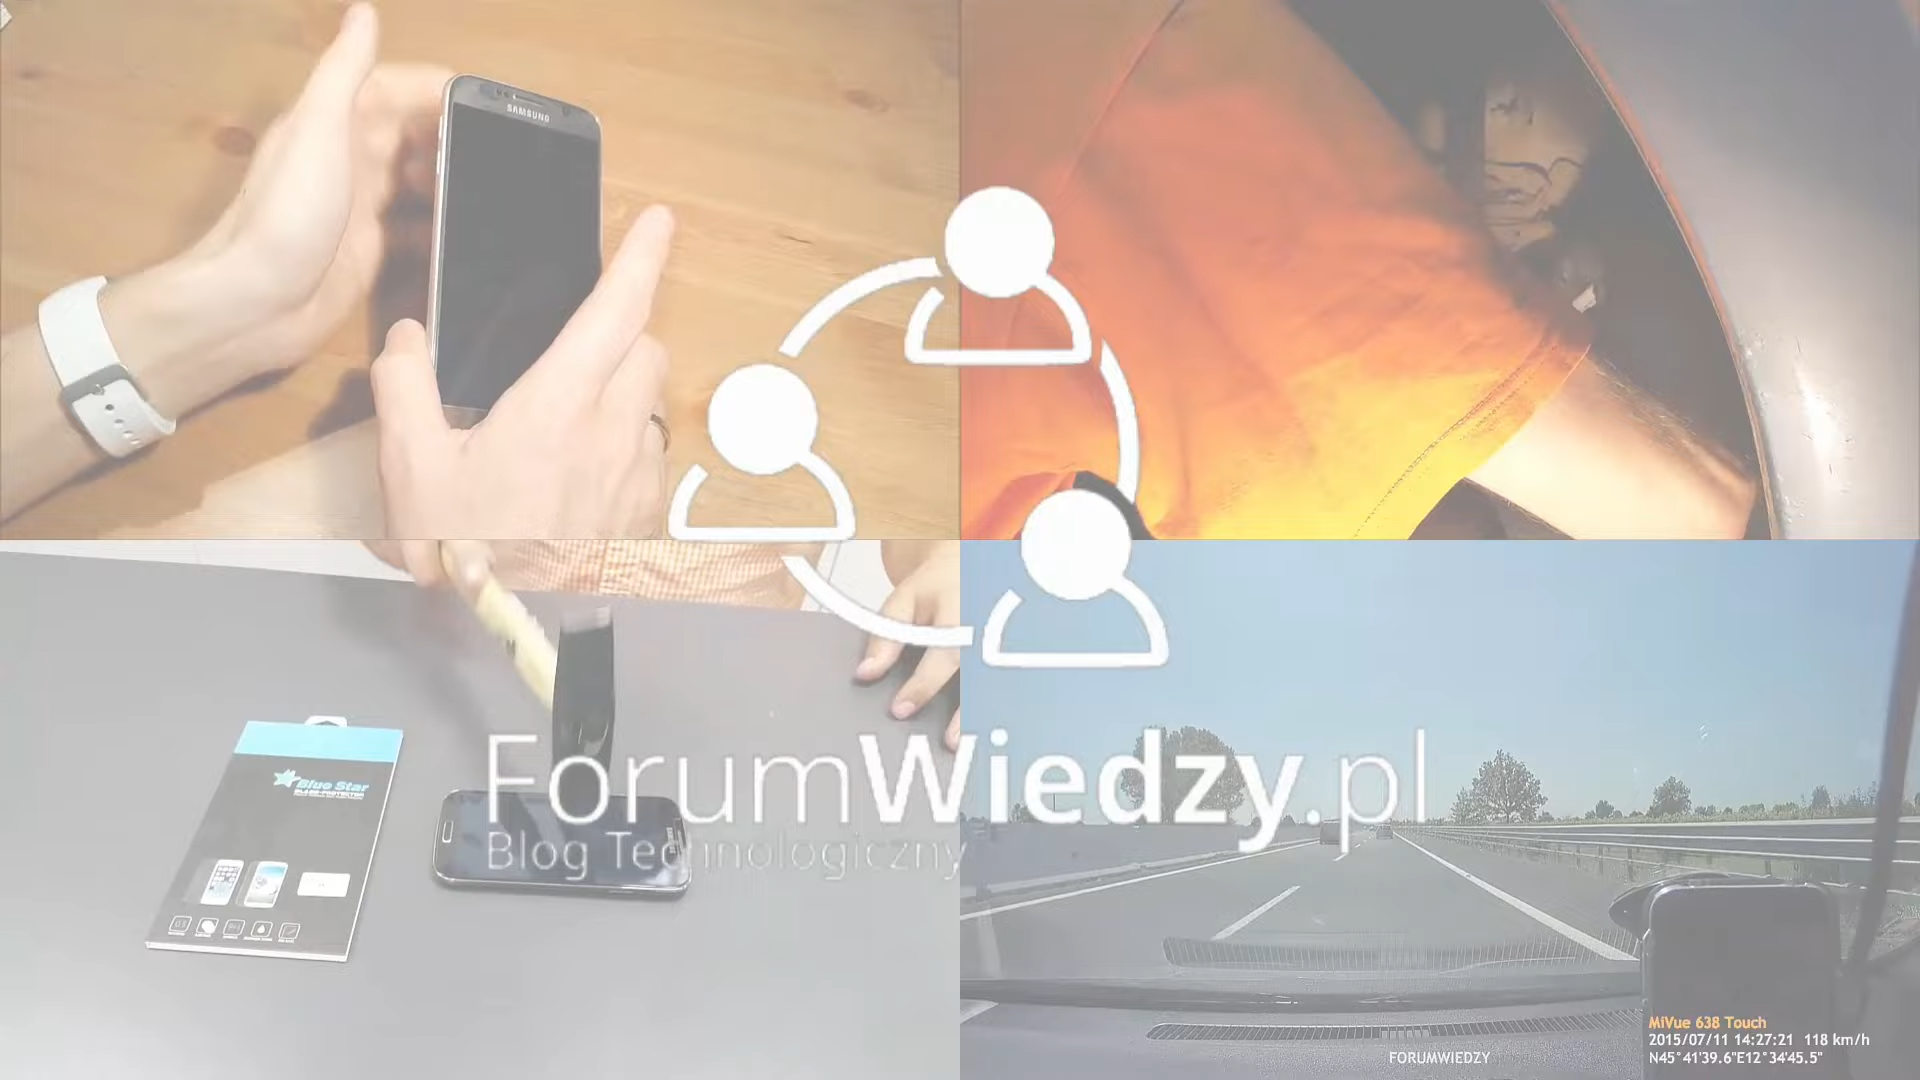 SAMSUNG
ForumWiedzy.pl
Blog Technologiczny
Blue Star
MiVue 638 Touch
2015/07/11 14:27:21 118 km/h
FORUMWIEDZY
N45°41'39.6"E12°34'45.5"